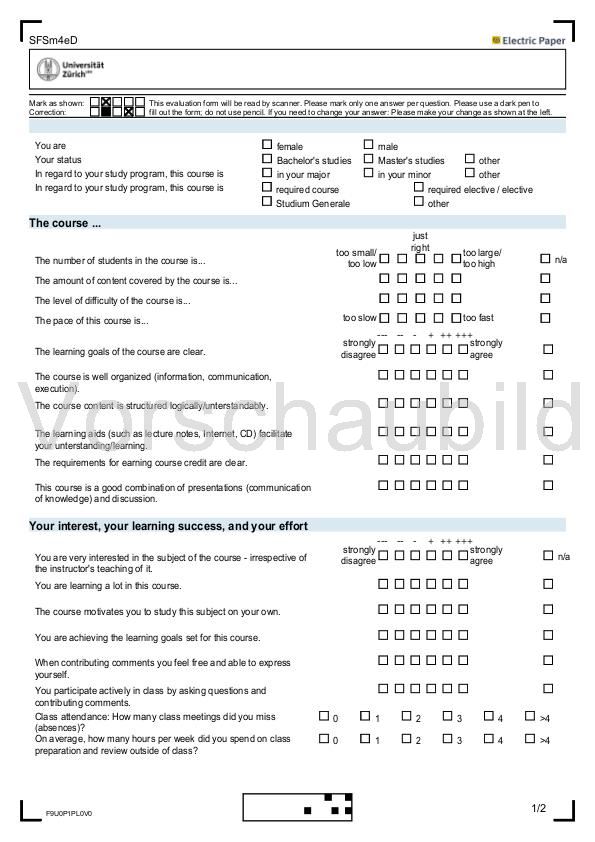 SFSm4eD
Electric Paper
Universität
Zürich UZH
Mark as shown: This evaluation form will be read by scanner. Please mark only one answer per question. Please use a dark pen to
Correction: fill out the form; do not use pencil. If you need to change your answer: Please make your change as shown at the left.
You are female male
Your status Bachelor's studies Master's studies other
In regard to your study program, this course is in your major in your minor other
In regard to your study program, this course is required course required elective / elective
Studium Generale other
The course ...
just
right
The number of students in the course is... too small/ too low too large/ too high n/a
The amount of content covered by the course is...
The level of difficulty of the course is...
The pace of this course is... too slow too fast
--- -- - + ++ +++
The learning goals of the course are clear. strongly disagree strongly agree
The course is well organized (information, communication,
execution).
The course content is structured logically/unterstandably.
The learning aids (such as lecture notes, Internet, CD) facilitate
your unterstanding/learning.
The requirements for earning course credit are clear.
This course is a good combination of presentations (communication
of knowledge) and discussion.
Vorschaubild
Your interest, your learning success, and your effort
--- -- - + ++ +++
You are very interested in the subject of the course - irrespective of strongly disagree strongly agree n/a
the instructor's teaching of it.
You are learning a lot in this course.
The course motivates you to study this subject on your own.
You are achieving the learning goals set for this course.
When contributing comments you feel free and able to express
yourself.
You participate actively in class by asking questions and
contributing comments.
Class attendance: How many class meetings did you miss 0 1 2 3 4 >4
(absences)?
On average, how many hours per week did you spend on class 0 1 2 3 4 >4
preparation and review outside of class?
F9U0P1PL0V0
1/2